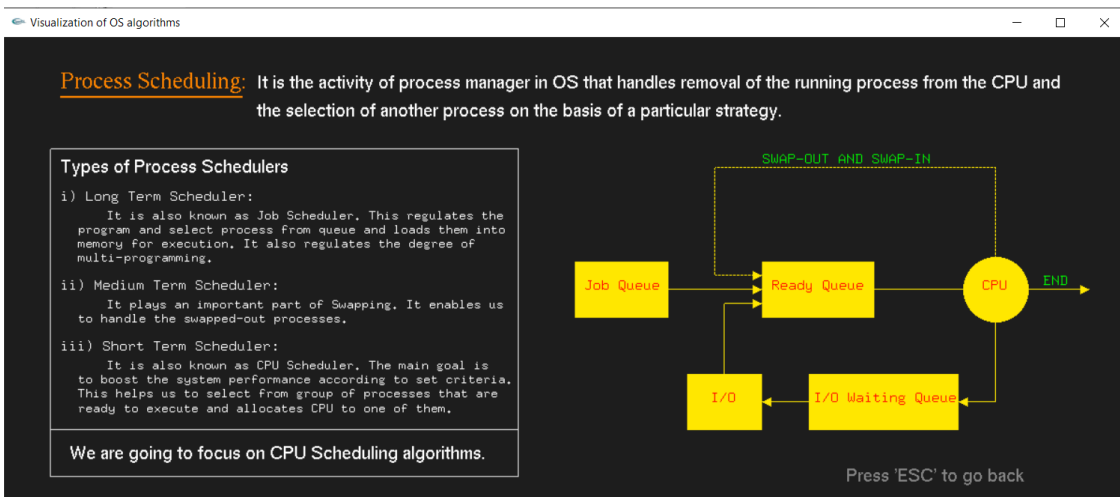 Visualization of OS algorithms
Process Scheduling: It is the activity of process manager in OS that handles removal of the running process from the CPU and
the selection of another process on the basis of a particular strategy.
Types of Process Schedulers
i) Long Term Scheduler:
It is also known as Job Scheduler. This regulates the
program and select process from queue and loads them into
memory for execution. It also regulates the degree of
multi-programming.
ii) Medium Term Scheduler:
It plays an important part of Swapping. It enables us
to handle the swapped-out processes.
iii) Short Term Scheduler:
It is also known as CPU Scheduler. The main goal is
to boost the system performance according to set criteria.
This helps us to select from group of processes that are
ready to execute and allocates CPU to one of them.
We are going to focus on CPU Scheduling algorithms.
SWAP-OUT AND SWAP-IN
Job Queue
Ready Queue
CPU
END
I/O
I/O Waiting Queue
Press 'ESC' to go back